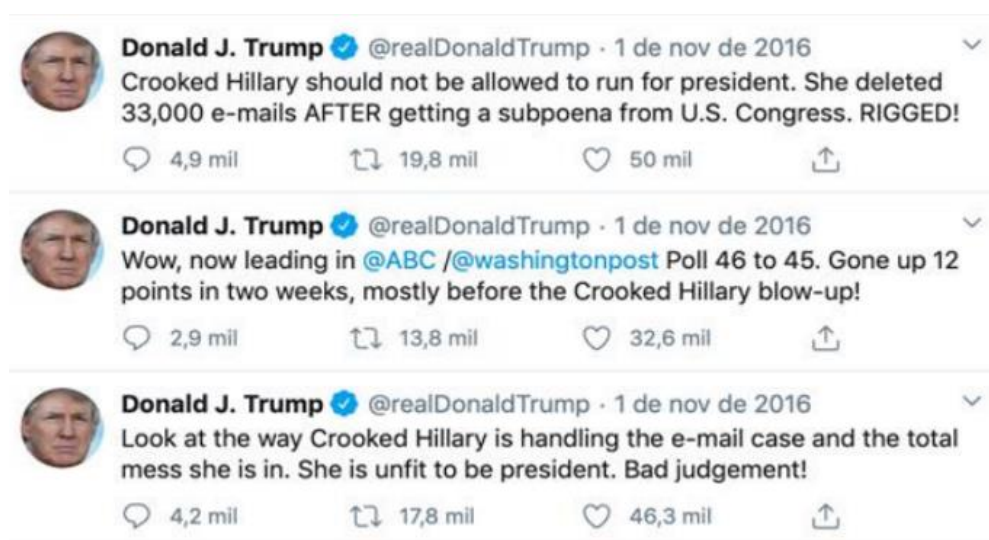 Donald J. Trump @realDonaldTrump · 1 de nov de 2016
Crooked Hillary should not be allowed to run for president. She deleted
33,000 e-mails AFTER getting a subpoena from U.S. Congress. RIGGED!
4,9 mil 19,8 mil 50 mil
Donald J. Trump @realDonaldTrump · 1 de nov de 2016
Wow, now leading in @ABC /@washingtonpost Poll 46 to 45. Gone up 12
points in two weeks, mostly before the Crooked Hillary blow-up!
2,9 mil 13,8 mil 32,6 mil
Donald J. Trump @realDonaldTrump · 1 de nov de 2016
Look at the way Crooked Hillary is handling the e-mail case and the total
mess she is in. She is unfit to be president. Bad judgement!
4,2 mil 17,8 mil 46,3 mil